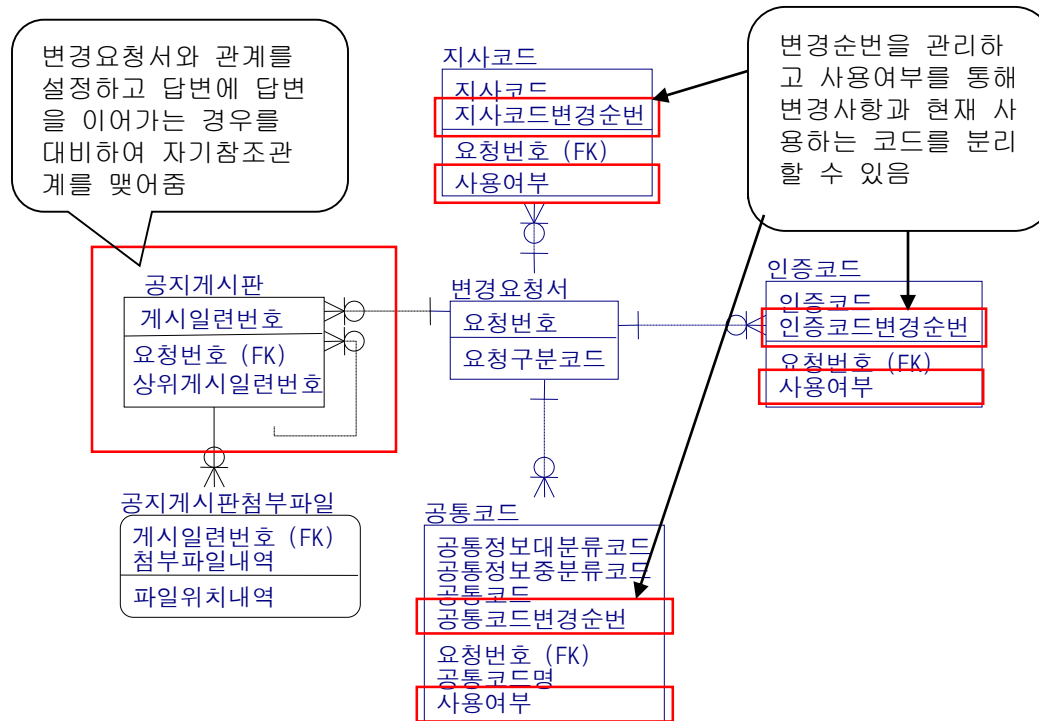 변경요청서와 관계를
설정하고 답변에 답변
을 이어가는 경우를
대비하여 자기참조관
계를 맺어줌
지사코드
지사코드
지사코드변경순번
요청번호 (FK)
사용여부
변경순번을 관리하
고 사용여부를 통해
변경사항과 현재 사
용하는 코드를 분리
할 수 있음
공지게시판
게시일련번호
요청번호 (FK)
상위게시일련번호
변경요청서
요청번호
요청구분코드
인증코드
인증코드
인증코드변경순번
요청번호 (FK)
사용여부
공지게시판첨부파일
게시일련번호 (FK)
첨부파일내역
파일위치내역
공통코드
공통정보대분류코드
공통정보중분류코드
공통코드
공통코드변경순번
요청번호 (FK)
공통코드명
사용여부